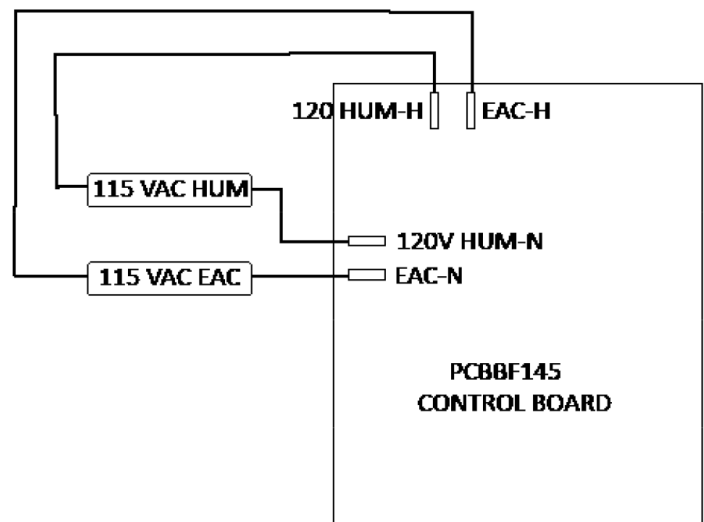 120 HUM-H
EAC-H
115 VAC HUM
120V HUM-N
115 VAC EAC
EAC-N
PCBBF145
CONTROL BOARD